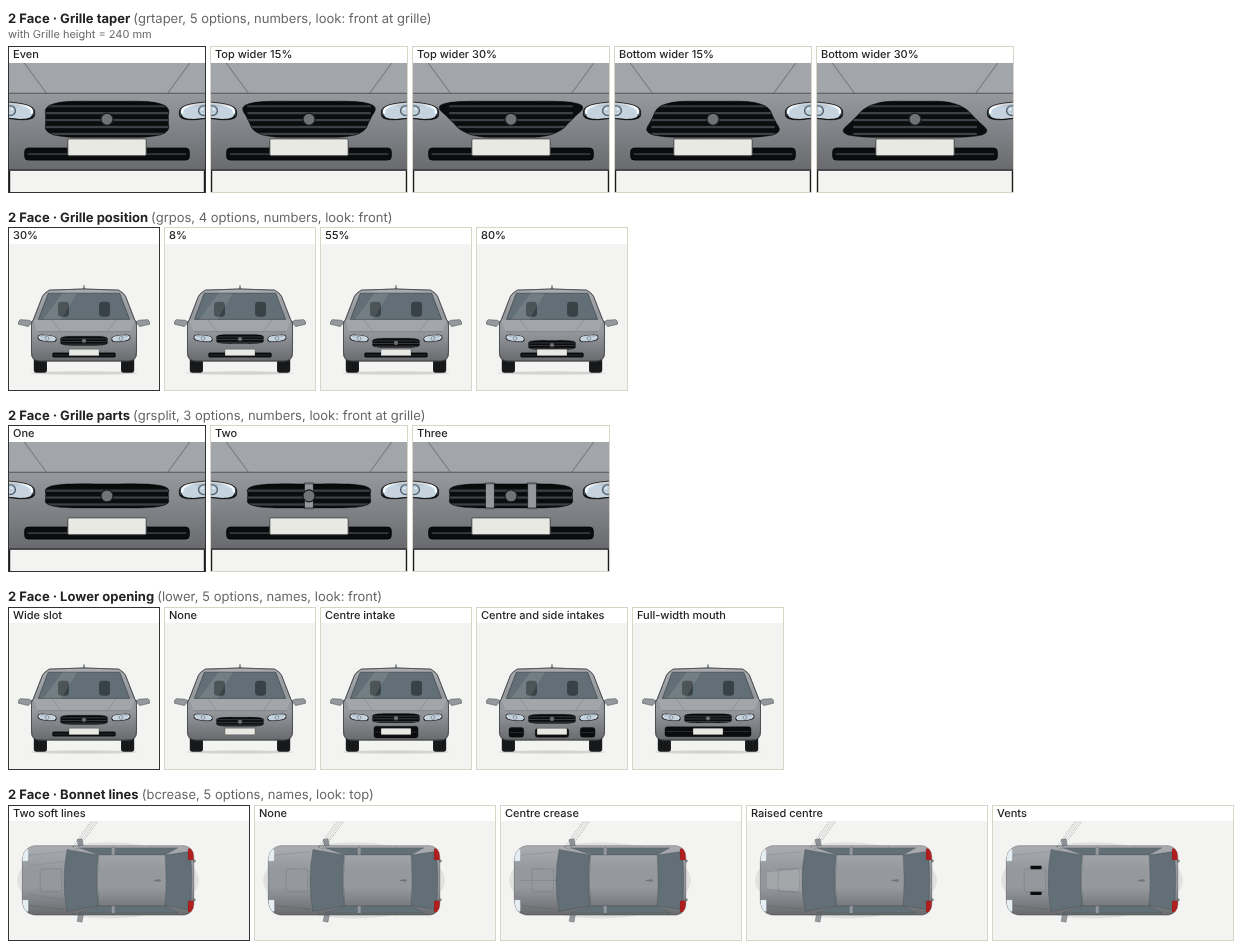 2 Face · Grille taper (grtaper, 5 options, numbers, look: front at grille)
with Grille height = 240 mm
Even
Top wider 15%
Top wider 30%
Bottom wider 15%
Bottom wider 30%
2 Face · Grille position (grpos, 4 options, numbers, look: front)
30%
8%
55%
80%
2 Face · Grille parts (grsplit, 3 options, numbers, look: front at grille)
One
Two
Three
2 Face · Lower opening (lower, 5 options, names, look: front)
Wide slot
None
Centre intake
Centre and side intakes
Full-width mouth
2 Face · Bonnet lines (bcrease, 5 options, names, look: top)
Two soft lines
None
Centre crease
Raised centre
Vents